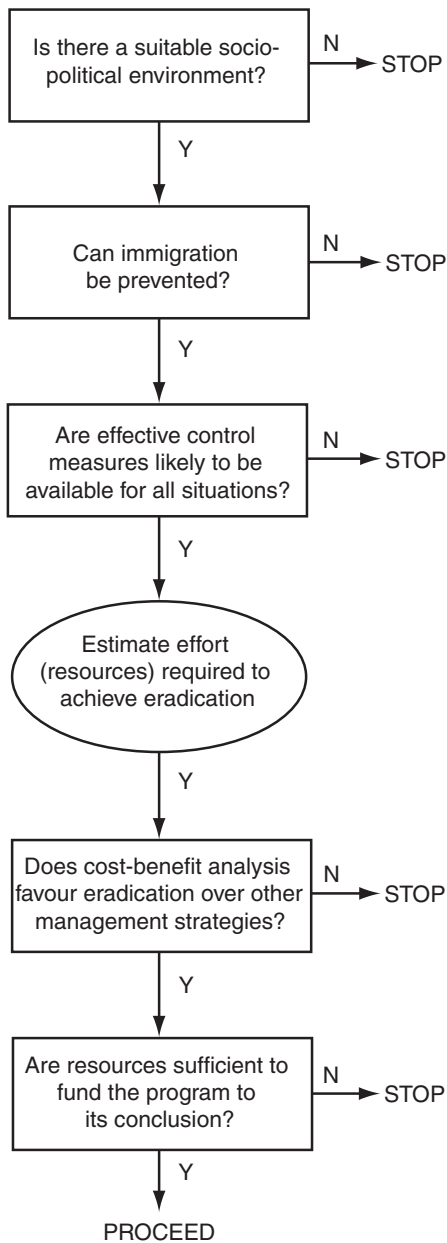 Is there a suitable socio-
political environment?
N
STOP
Y
Can immigration
be prevented?
N
STOP
Y
Are effective control
measures likely to be
available for all situations?
N
STOP
Y
Estimate effort
(resources) required to
achieve eradication
Y
Does cost-benefit analysis
favour eradication over other
management strategies?
N
STOP
Y
Are resources sufficient to
fund the program to
its conclusion?
N
STOP
Y
PROCEED